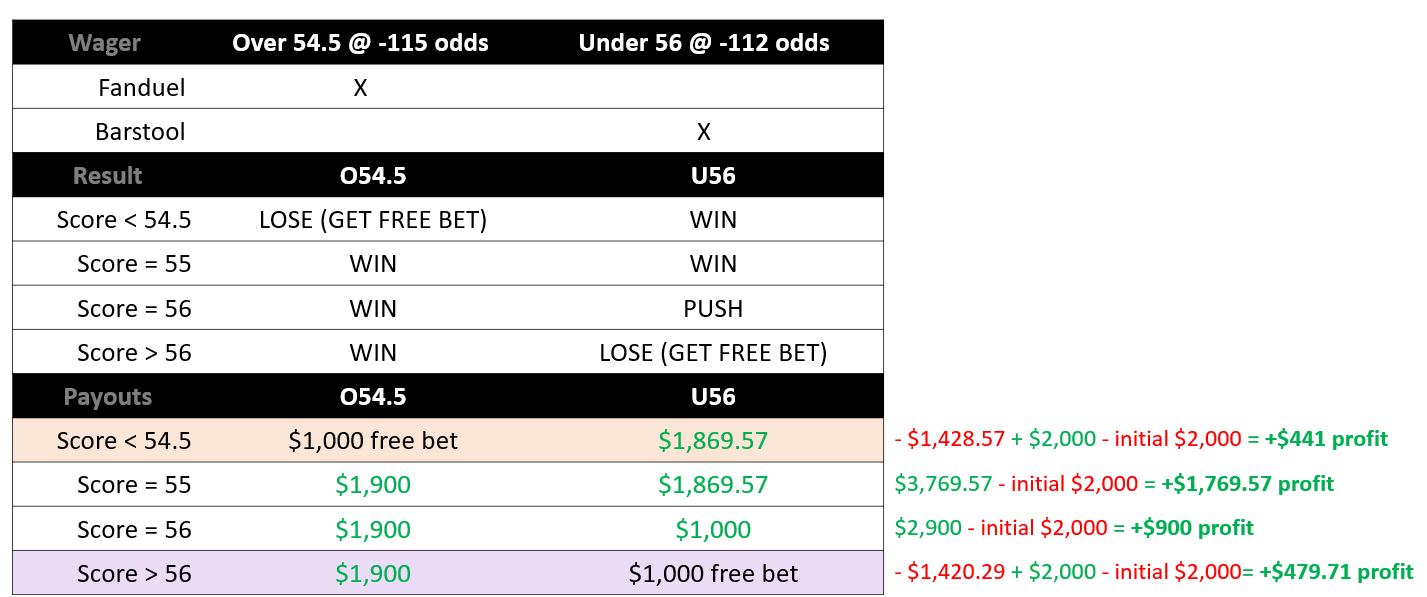 Wager Over 54.5 @ -115 odds Under 56 @ -112 odds
Fanduel X
Barstool X
Result O54.5 U56
Score < 54.5 LOSE (GET FREE BET) WIN
Score = 55 WIN WIN
Score = 56 WIN PUSH
Score > 56 WIN LOSE (GET FREE BET)
Payouts O54.5 U56
Score < 54.5 $1,000 free bet $1,869.57 - $1,428.57 + $2,000 - initial $2,000 = +$441 profit
Score = 55 $1,900 $1,869.57 $3,769.57 - initial $2,000 = +$1,769.57 profit
Score = 56 $1,900 $1,000 $2,900 - initial $2,000 = +$900 profit
Score > 56 $1,900 $1,000 free bet - $1,420.29 + $2,000 - initial $2,000= +$479.71 profit